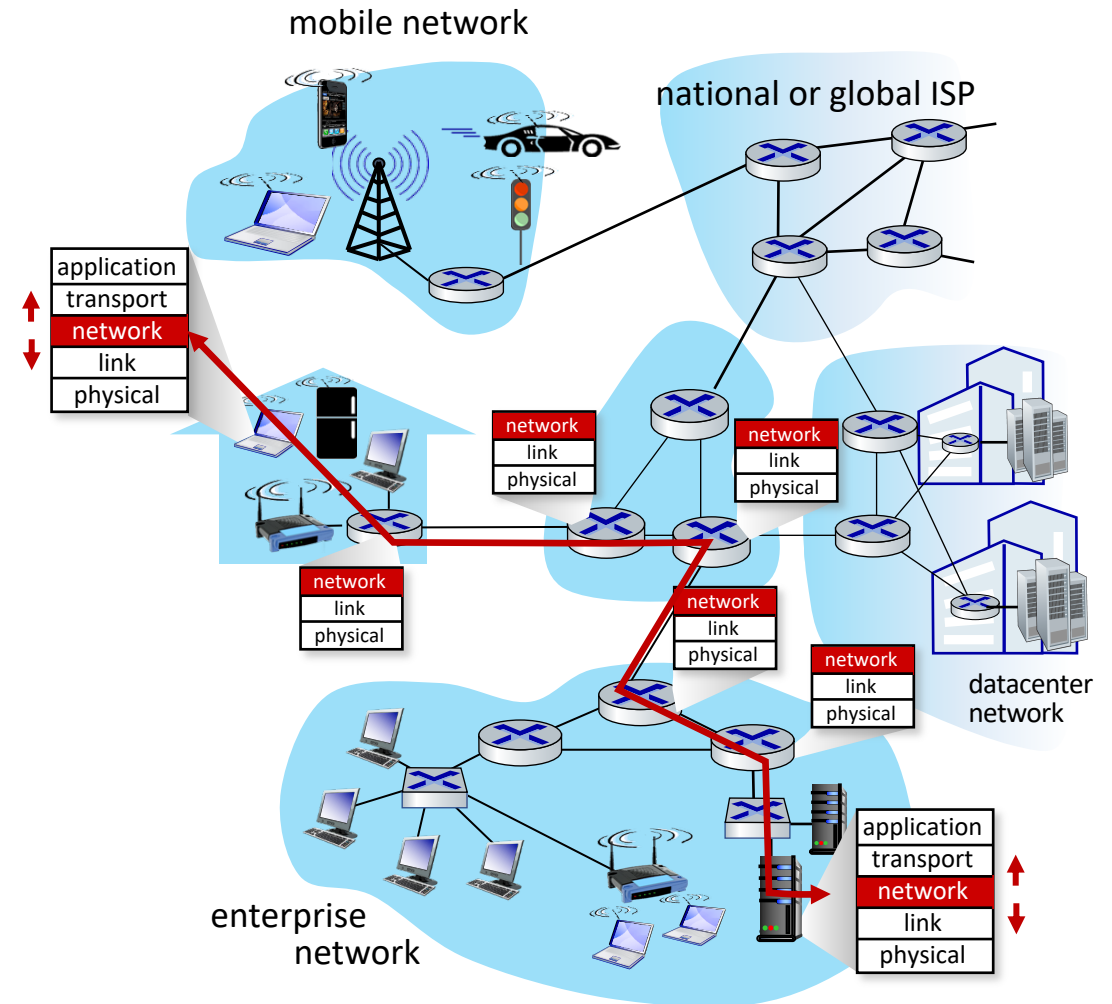 mobile network
national or global ISP
application
transport
network
link
physical
network
link
physical
network
link
physical
network
link
physical
network
link
physical
network
link
physical
datacenter
network
application
transport
network
link
physical
enterprise
network